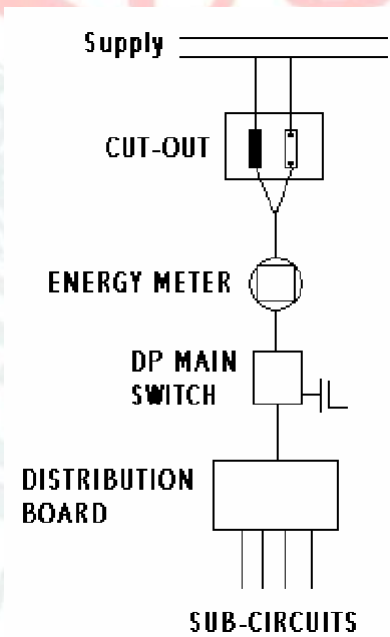 Supply
CUT-OUT
ENERGY METER
DP MAIN
SWITCH
DISTRIBUTION
BOARD
SUB-CIRCUITS